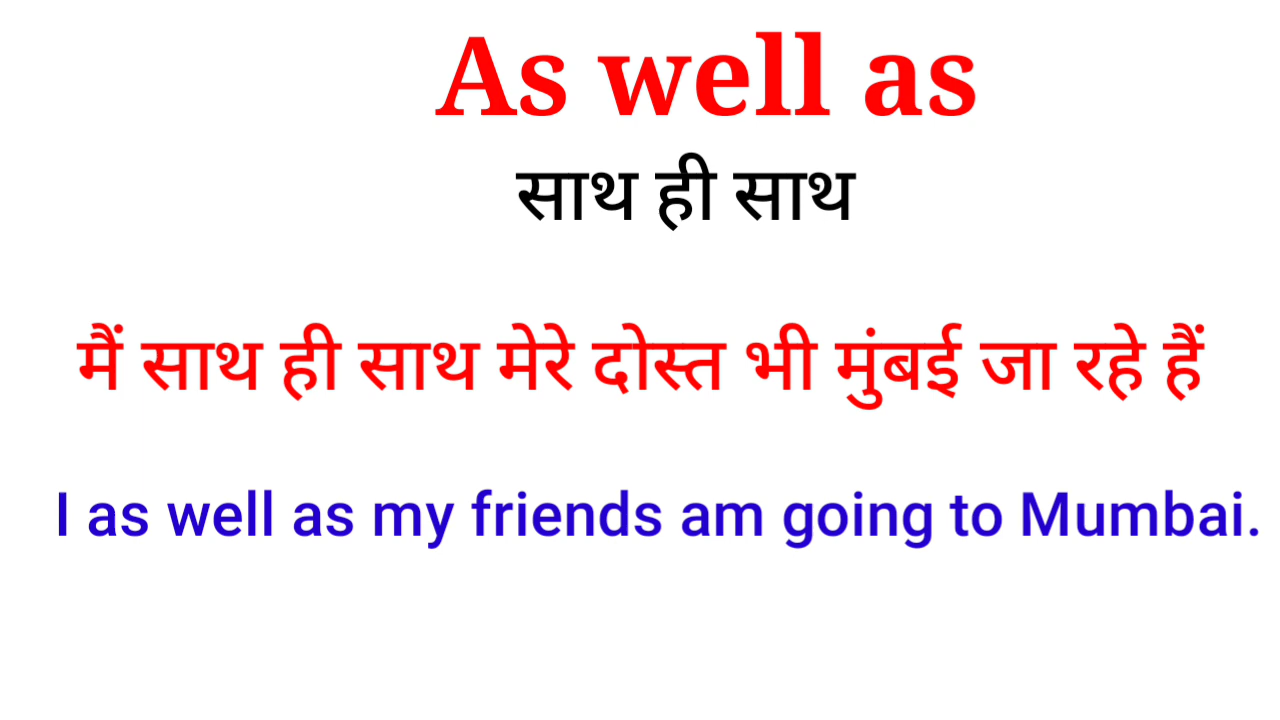 As well as
साथ ही साथ
मैं साथ ही साथ मेरे दोस्त भी मुंबई जा रहे हैं
I as well as my friends am going to Mumbai.